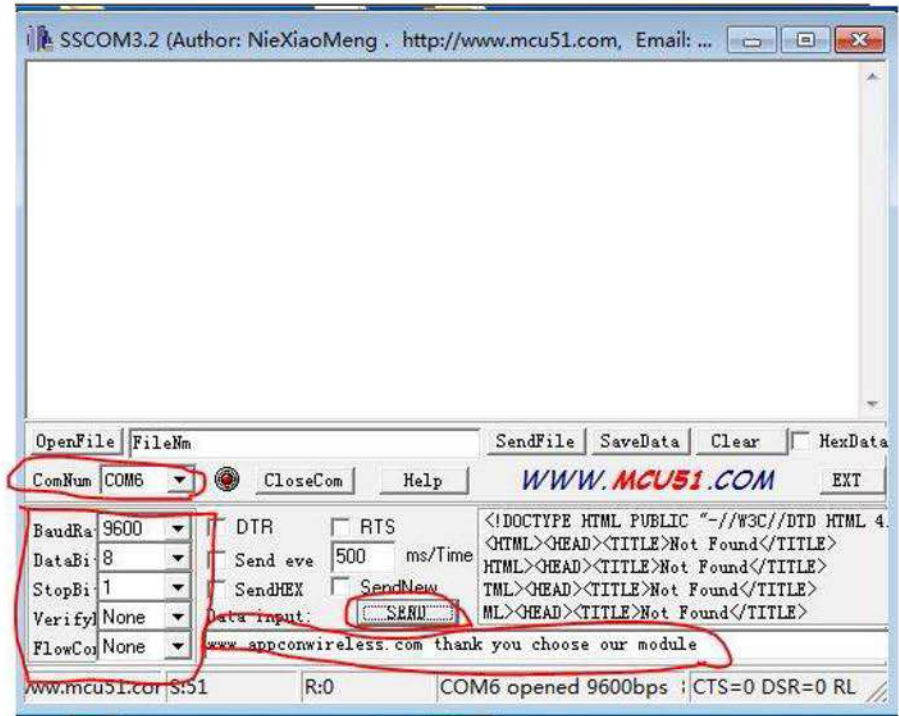 SSCOM3.2 (Author: NieXiaoMeng . http://www.mcu51.com, Email: ...
OpenFile FileNm SendFile SaveData Clear HexData
ComNum COM6 CloseCom Help WWW.MCU51.COM EXT
BaudRa 9600 DTR RTS
DataBi 8 Send eve 500 ms/Time
StopBi 1 SendHEX SendNew
VerifyI None Data input: SEND
FlowCoi None www.appconwireless.com thank you choose our module
<!DOCTYPE HTML PUBLIC "-//W3C//DTD HTML 4.
<HTML><HEAD><TITLE>Not Found</TITLE>
HTML><HEAD><TITLE>Not Found</TITLE>
TML><HEAD><TITLE>Not Found</TITLE>
ML><HEAD><TITLE>Not Found</TITLE>
ww.mcu51.cor S:51 R:0 COM6 opened 9600bps CTS=0 DSR=0 RL